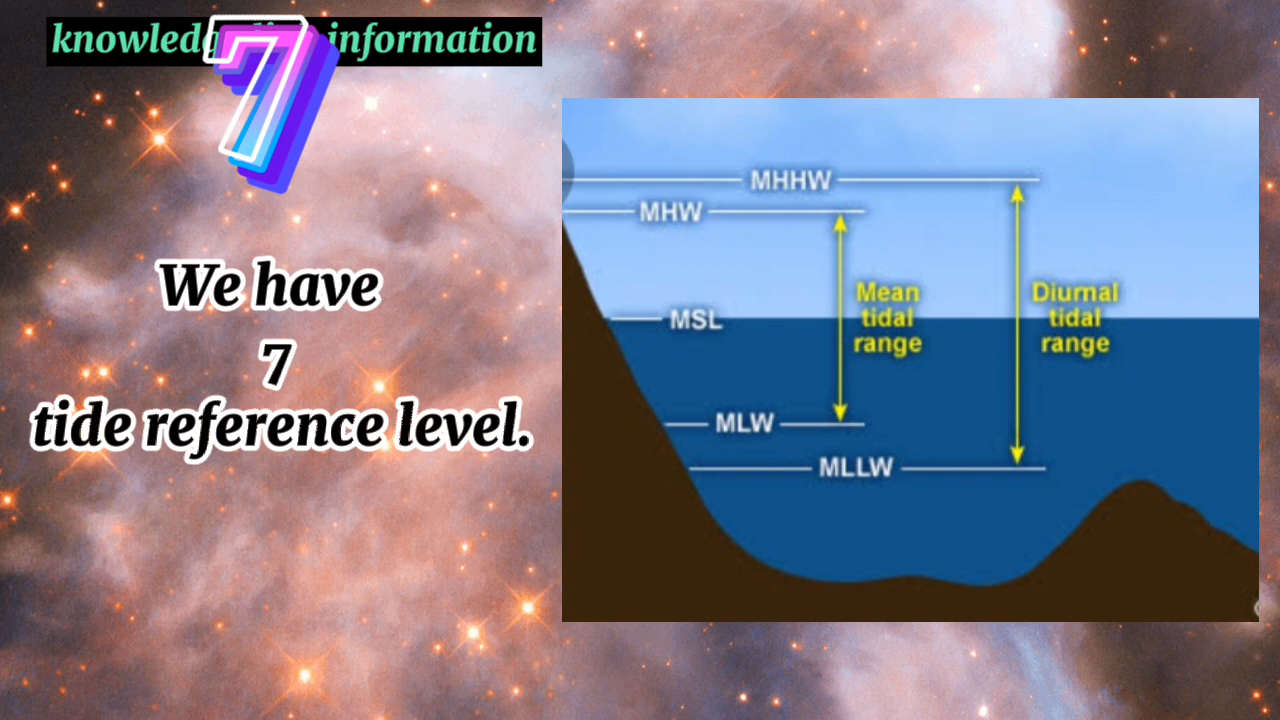 knowledge information
7
We have
7
tide reference level.
MHHW
MHW
Mean
tidal
range
Diurnal
tidal
range
MSL
MLW
MLLW